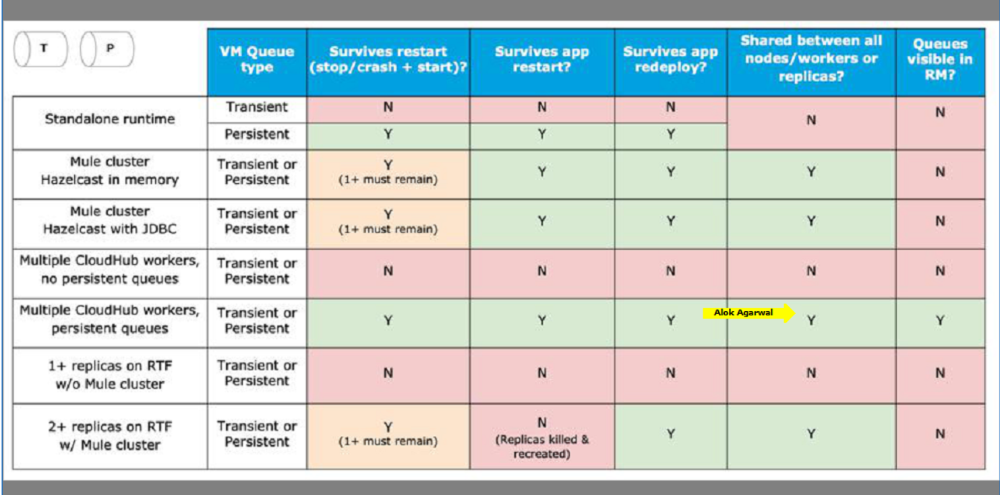 T P
VM Queue type
Survives restart (stop/crash + start)?
Survives app restart?
Survives app redeploy?
Shared between all nodes/workers or replicas?
Queues visible in RM?
Standalone runtime
Transient
N
N
N
N
N
Persistent
Y
Y
Y
Mule cluster
Hazelcast in memory
Transient or
Persistent
Y
(1+ must remain)
Y
Y
Y
N
Mule cluster
Hazelcast with JDBC
Transient or
Persistent
Y
(1+ must remain)
Y
Y
Y
N
Multiple CloudHub workers,
no persistent queues
Transient or
Persistent
N
N
N
N
N
Multiple CloudHub workers,
persistent queues
Transient or
Persistent
Y
Y
Y
Alok Agarwal
Y
Y
1+ replicas on RTF
w/o Mule cluster
Transient or
Persistent
N
N
N
N
N
2+ replicas on RTF
w/ Mule cluster
Transient or
Persistent
Y
(1+ must remain)
N
(Replicas killed &
recreated)
Y
Y
N